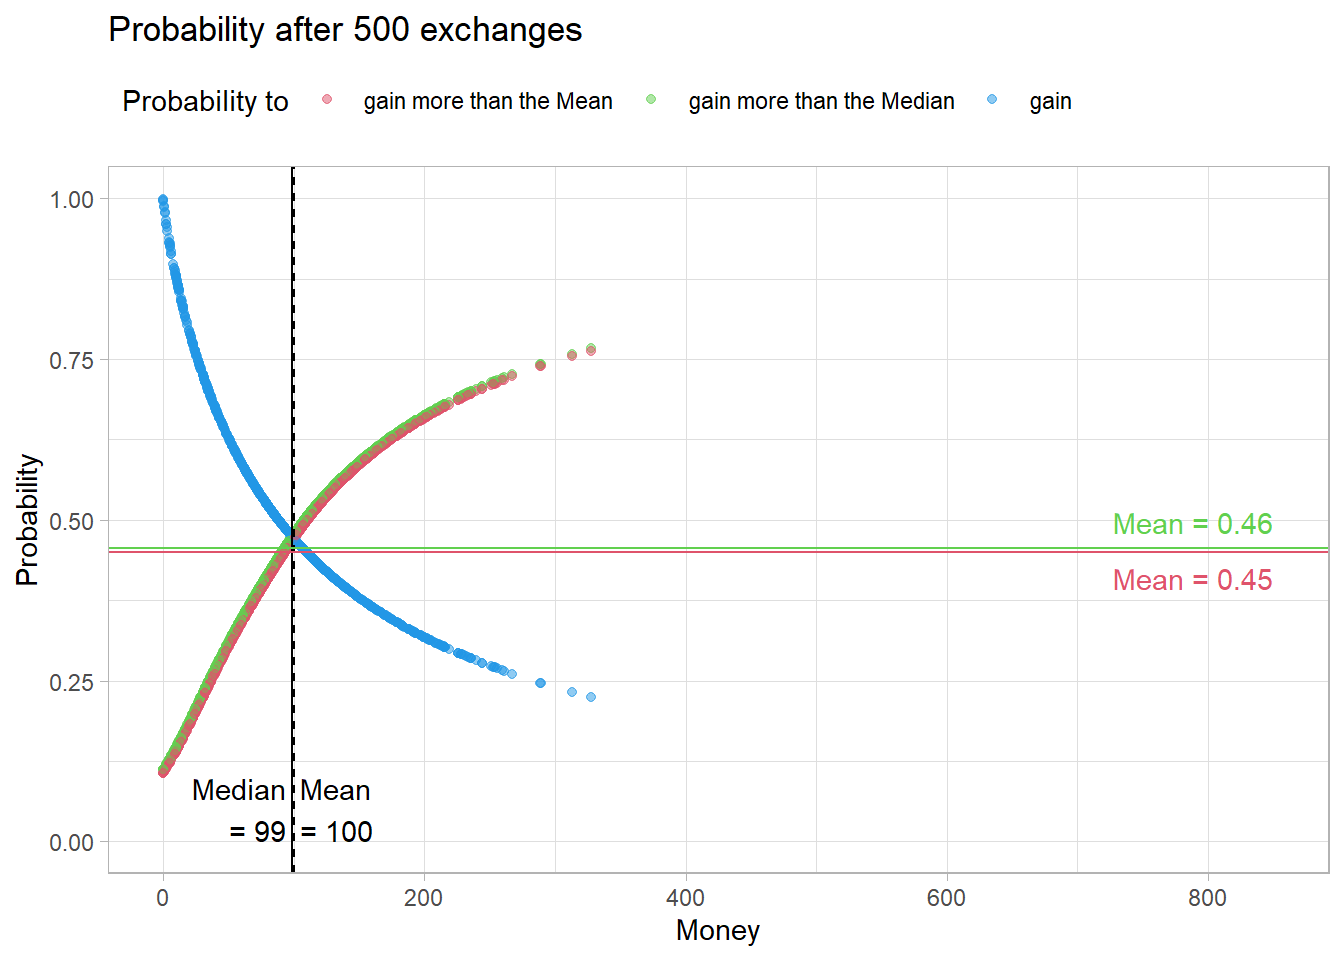 Probability after 500 exchanges
Probability to gain more than the Mean gain more than the Median gain
1.00
0.75
0.50
0.25
0.00
Probability
Mean = 0.46
Mean = 0.45
Median Mean
= 99 = 100
0 200 400 600 800
Money